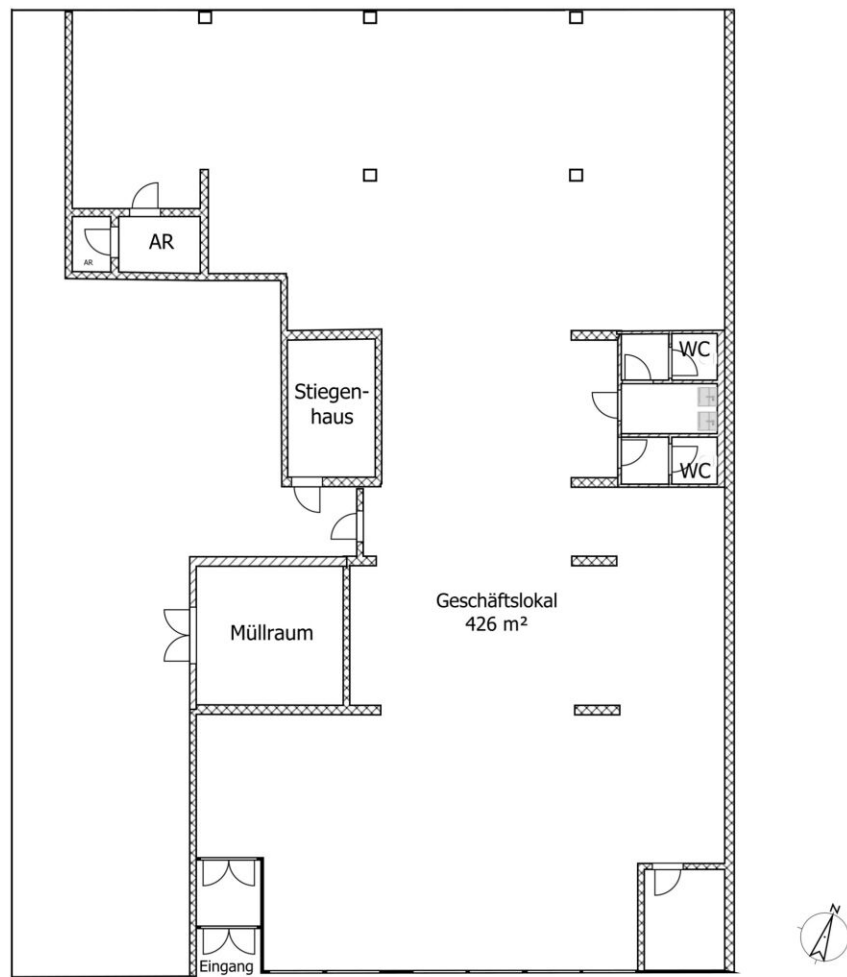 AR
AR
Stiegen-
haus
WC
WC
Geschäftslokal
426 m²
Müllraum
Eingang
N